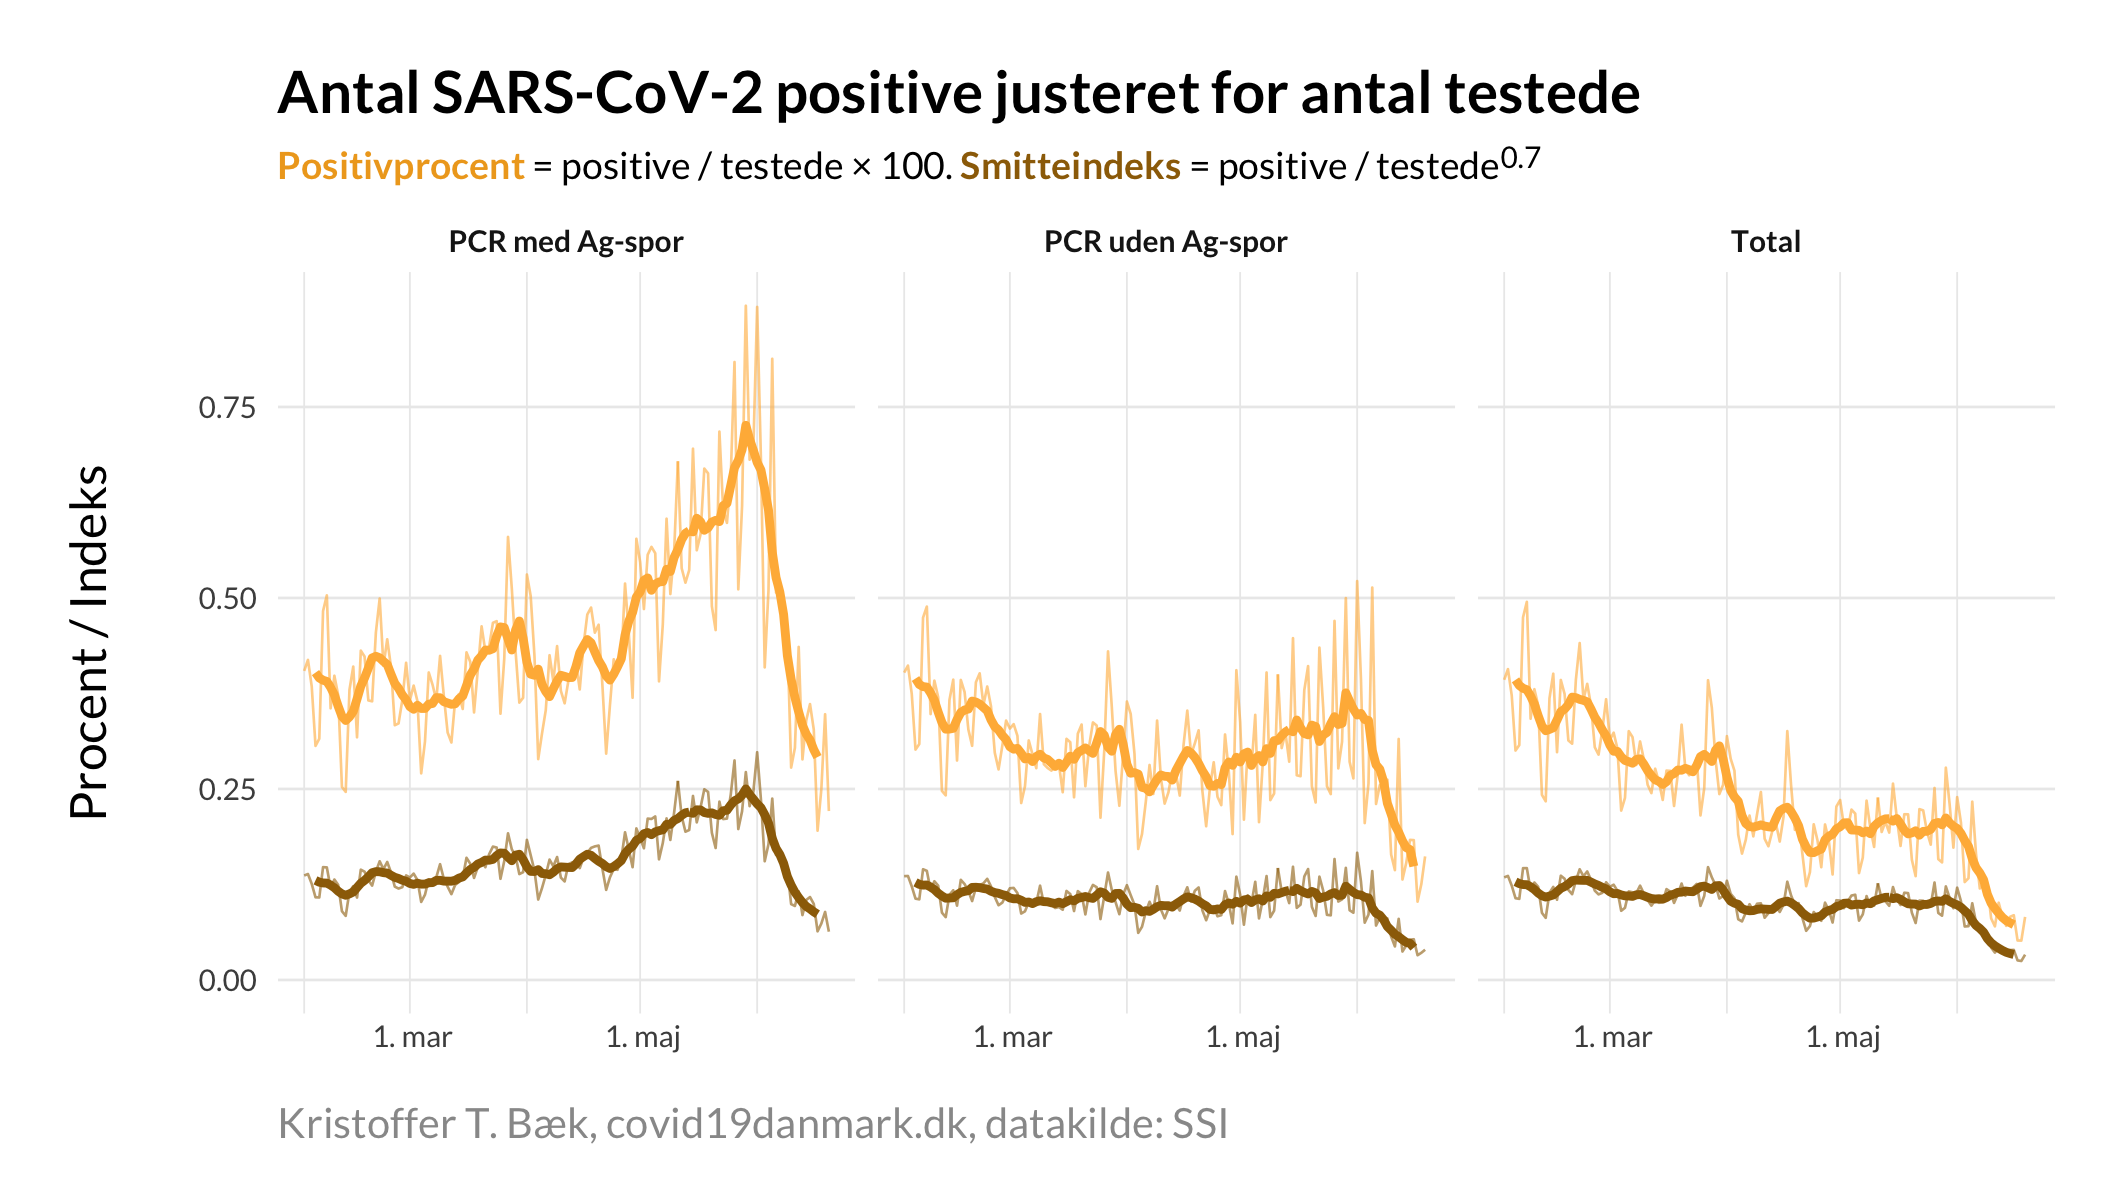 Antal SARS-CoV-2 positive justeret for antal testede
Positivprocent = positive / testede × 100. Smitteindeks = positive / testede^0.7
PCR med Ag-spor
PCR uden Ag-spor
Total
Procent / Indeks
0.75
0.50
0.25
0.00
1. mar
1. maj
1. mar
1. maj
1. mar
1. maj
Kristoffer T. Bæk, covid19danmark.dk, datakilde: SSI